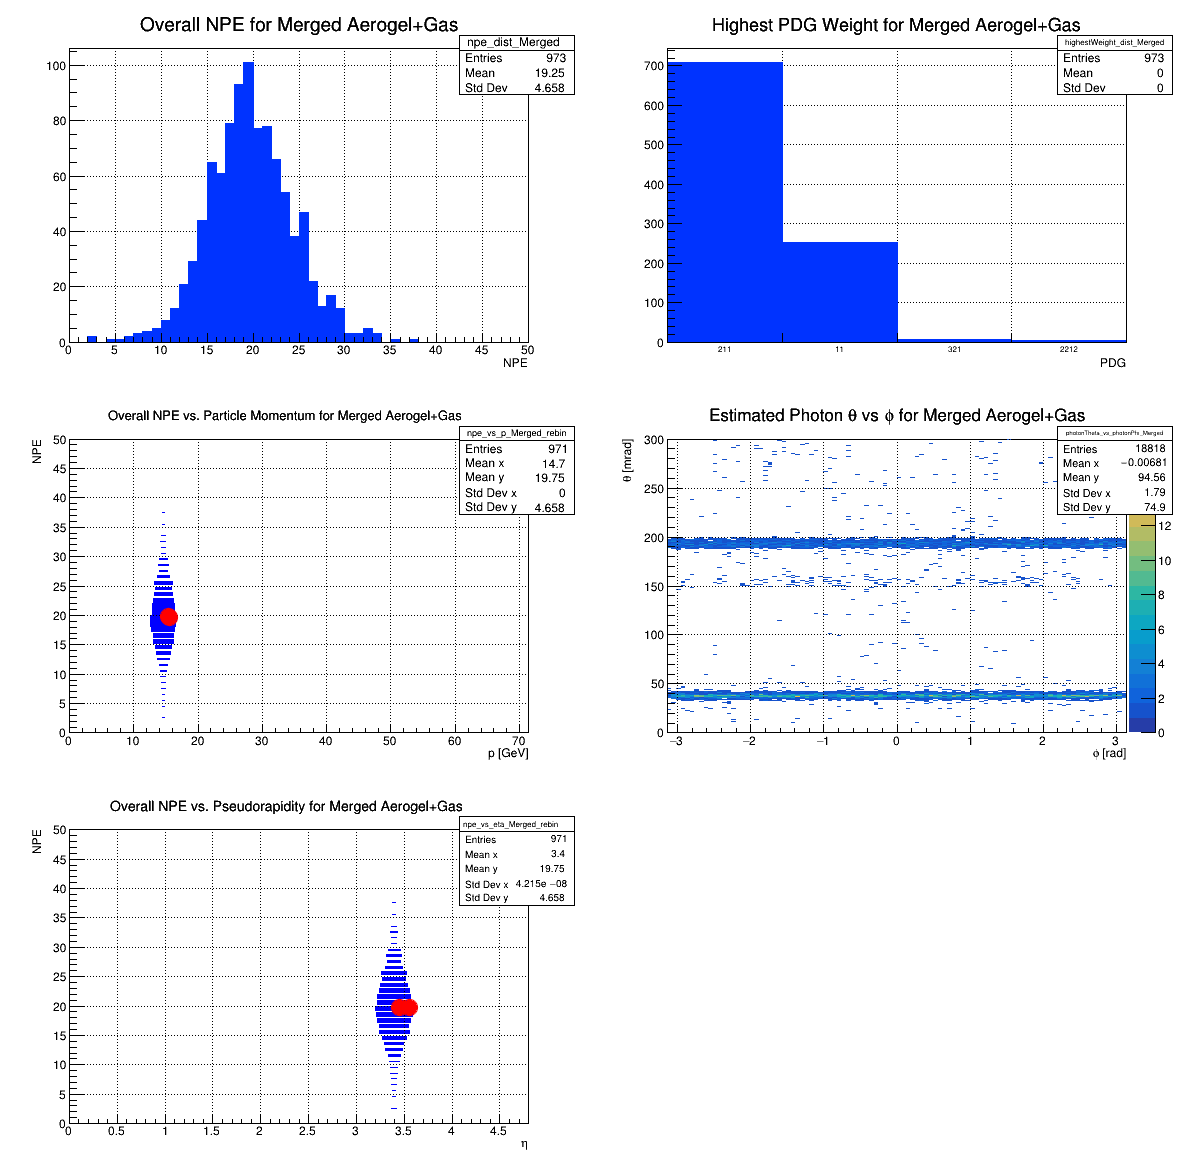 Overall NPE for Merged Aerogel+Gas
npe_dist_Merged
Entries 973
Mean 19.25
Std Dev 4.658
100
80
60
40
20
0
0 5 10 15 20 25 30 35 40 45 50
NPE
Highest PDG Weight for Merged Aerogel+Gas
highestWeight_dist_Merged
Entries 973
Mean 0
Std Dev 0
700
600
500
400
300
200
100
0
211 11 321 2212
PDG
Overall NPE vs. Particle Momentum for Merged Aerogel+Gas
NPE
npe_vs_p_Merged_rebin
Entries 971
Mean x 14.7
Mean y 19.75
Std Dev x 0
Std Dev y 4.658
50
45
40
35
30
25
20
15
10
5
0
0 10 20 30 40 50 60 70
p [GeV]
Estimated Photon θ vs ϕ for Merged Aerogel+Gas
θ [mrad]
photonTheta_vs_photonPhi_Merged
Entries 18818
Mean x −0.00681
Mean y 94.56
Std Dev x 1.79
Std Dev y 74.9
300
250
200
150
100
50
0
−3 −2 −1 0 1 2 3
ϕ [rad]
12
10
8
6
4
2
0
Overall NPE vs. Pseudorapidity for Merged Aerogel+Gas
NPE
npe_vs_eta_Merged_rebin
Entries 971
Mean x 3.4
Mean y 19.75
Std Dev x 4.215e −08
Std Dev y 4.658
50
45
40
35
30
25
20
15
10
5
0
0 0.5 1 1.5 2 2.5 3 3.5 4 4.5
η